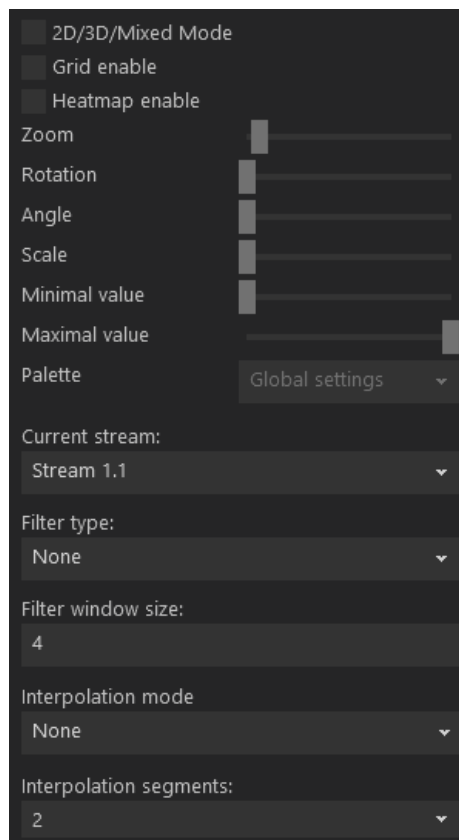 2D/3D/Mixed Mode
Grid enable
Heatmap enable
Zoom
Rotation
Angle
Scale
Minimal value
Maximal value
Palette Global settings
Current stream:
Stream 1.1
Filter type:
None
Filter window size:
4
Interpolation mode
None
Interpolation segments:
2